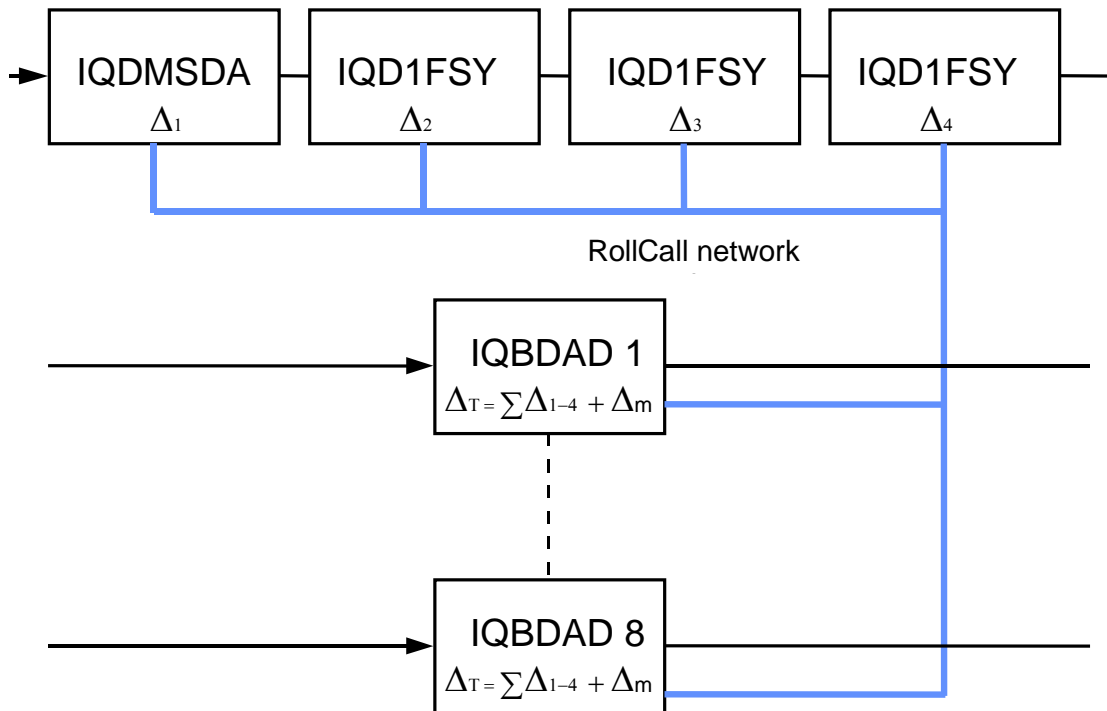 IQDMSDA IQD1FSY IQD1FSY IQD1FSY
Δ1 Δ2 Δ3 Δ4
RollCall network
IQBDAD 1
ΔT = ∑Δ1–4 + Δm
IQBDAD 8
ΔT = ∑Δ1–4 + Δm